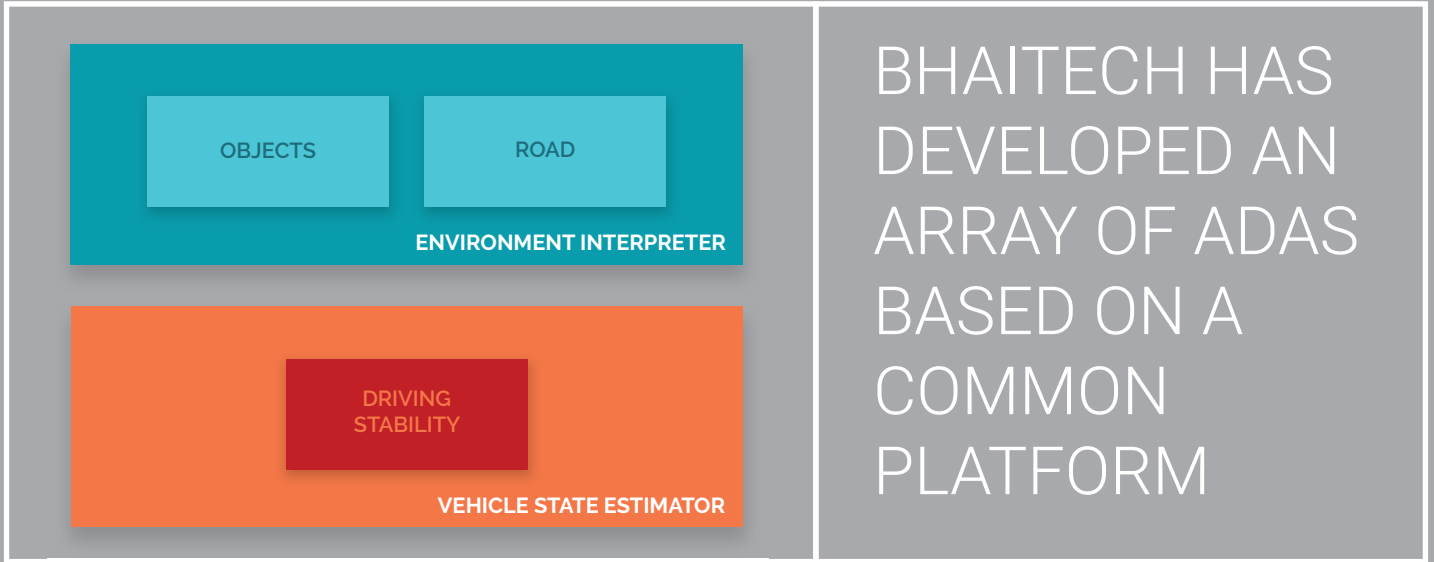 OBJECTS
ROAD
ENVIRONMENT INTERPRETER
DRIVING
STABILITY
VEHICLE STATE ESTIMATOR
BHAITECH HAS
DEVELOPED AN
ARRAY OF ADAS
BASED ON A
COMMON
PLATFORM